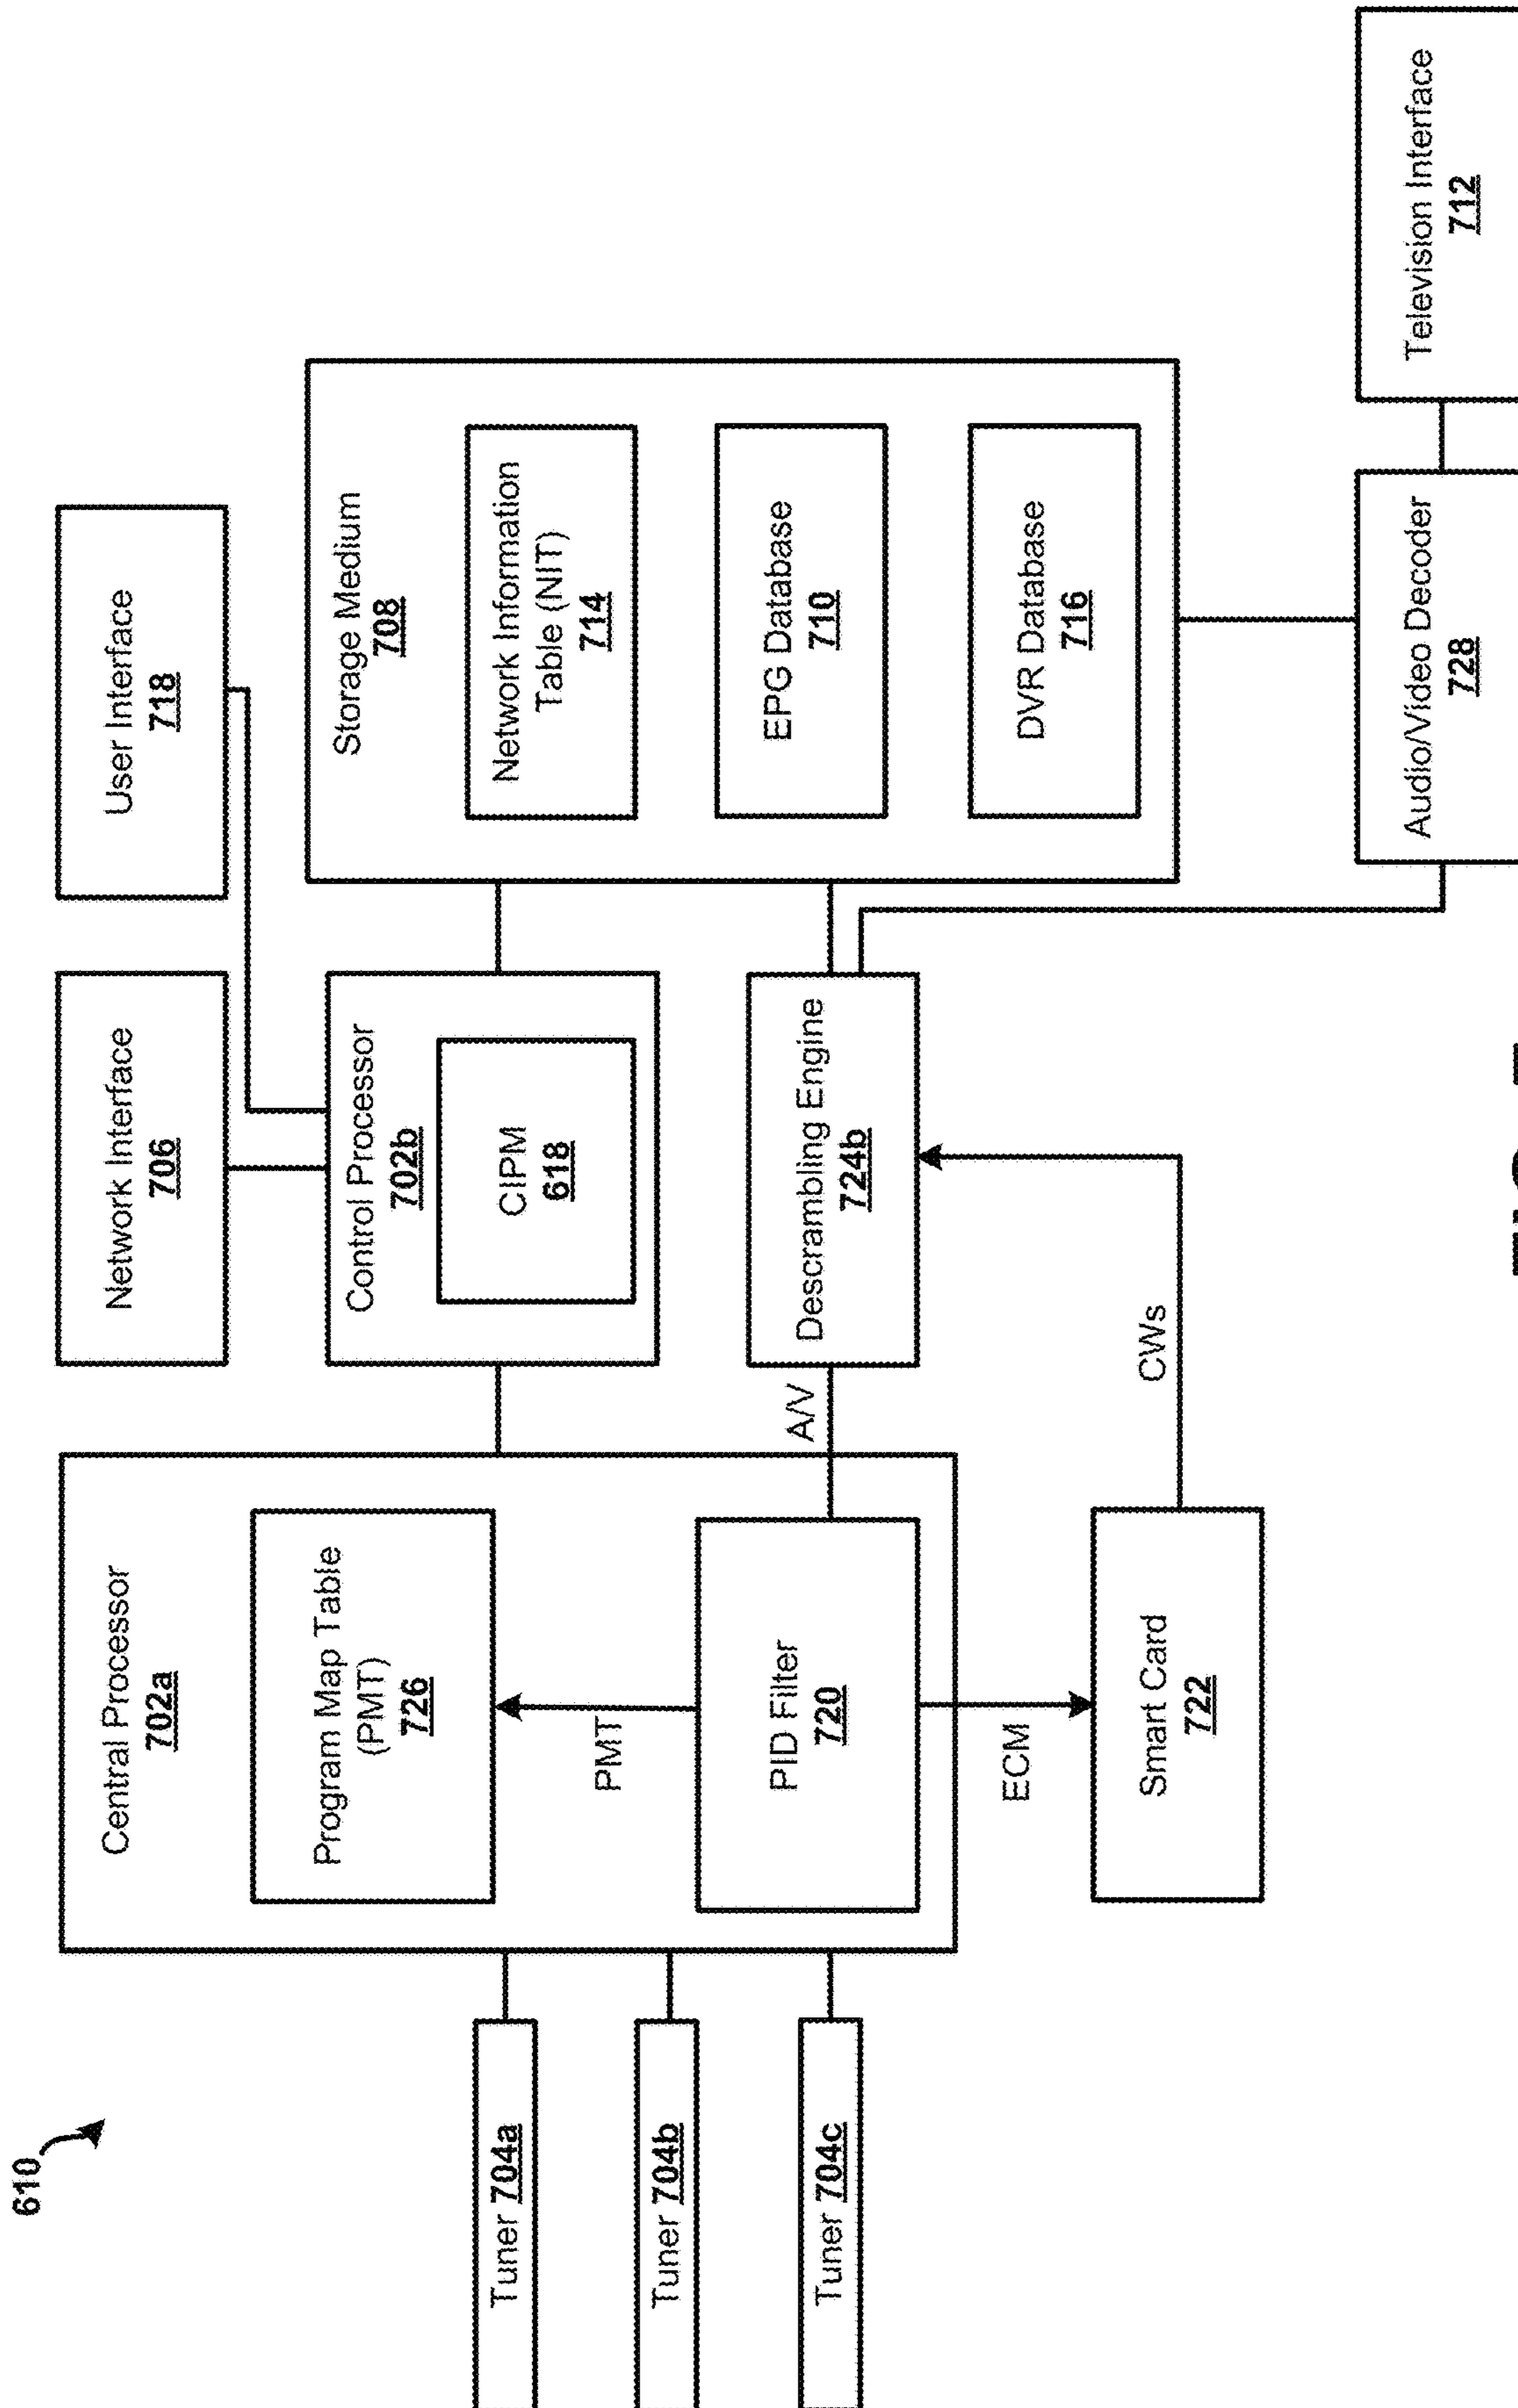 610
Tuner 704a
Tuner 704b
Tuner 704c
Central Processor
702a
Program Map Table
(PMT)
726
PMT
PID Filter
720
ECM
Smart Card
722
A/V
CWs
Network Interface
706
Control Processor
702b
CIPM
618
Descrambling Engine
724b
User Interface
718
Storage Medium
708
Network Information
Table (NIT)
714
EPG Database
710
DVR Database
716
Audio/Video Decoder
728
Television Interface
712